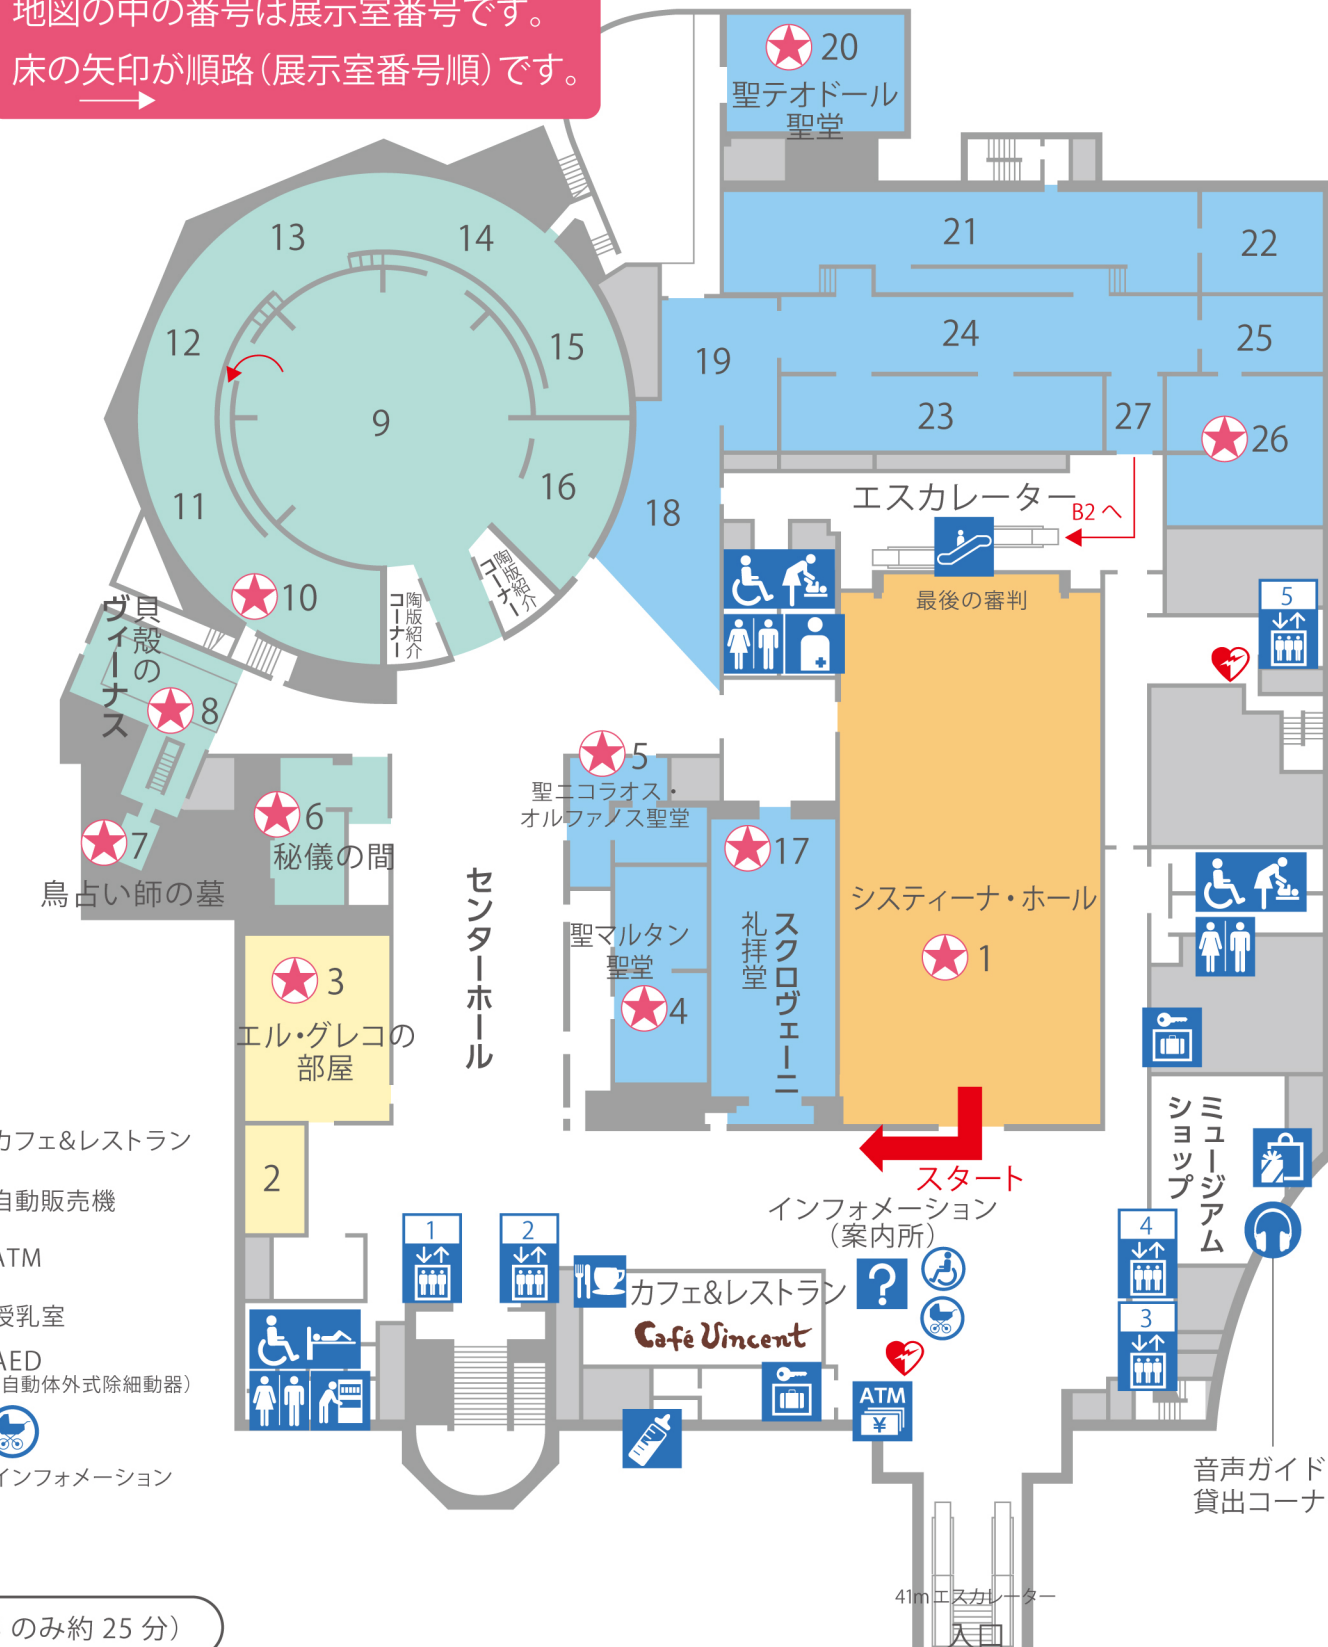 地図の中の番号は展示室番号です。
床の矢印が順路（展示室番号順）です。
20
聖テオドール
聖堂
13
14
21
22
12
15
19
24
25
9
23
27
26
11
16
18
エスカレーター
B2 へ
10
陶版紹介
コーナー
陶版紹介
コーナー
最後の審判
5
貝殻の
ヴィーナス
8
5
聖ニコラオス・
オルファノス聖堂
6
秘儀の間
7
鳥占い師の墓
17
スクロヴェーニ
礼拝堂
センターホール
システィーナ・ホール
1
聖マルタン
聖堂
4
3
エル・グレコの
部屋
2
スタート
ミュージアム
ショップ
カフェ&レストラン
自動販売機
ATM
授乳室
AED
自動体外式除細動器）
インフォメーション
1
2
インフォメーション
（案内所）
?
カフェ&レストラン
Café Vincent
4
3
ATM
¥
音声ガイド
貸出コーナ
41m エスカレーター
入口
のみ約 25 分）